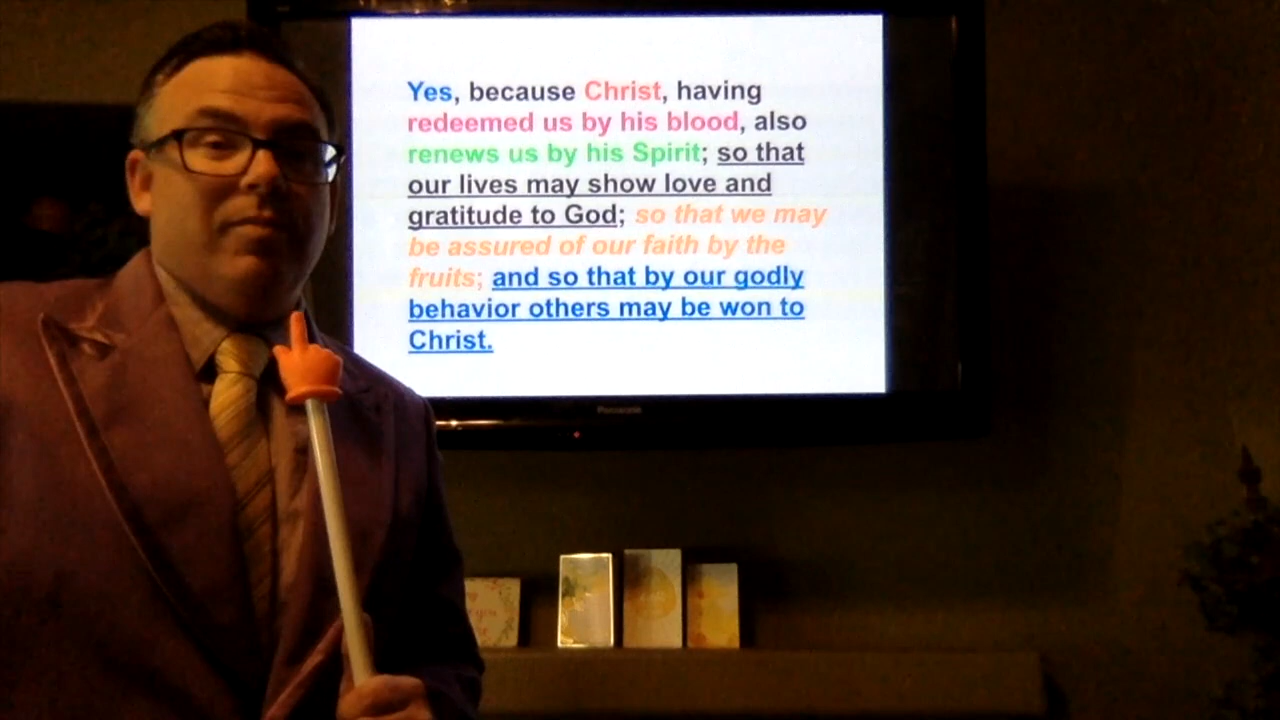 Yes, because Christ, having
redeemed us by his blood, also
renews us by his Spirit; so that
our lives may show love and
gratitude to God; so that we may
be assured of our faith by the
fruits; and so that by our godly
behavior others may be won to
Christ.
Panasonic